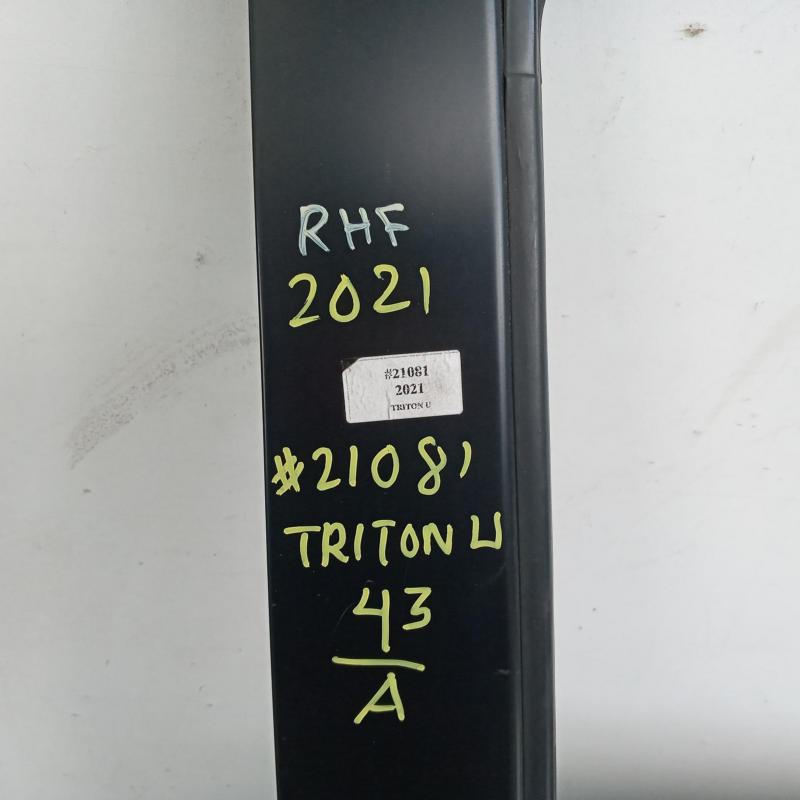 RHF
2021
#21081
2021
TRITON U
#21081
TRITON U
43
A